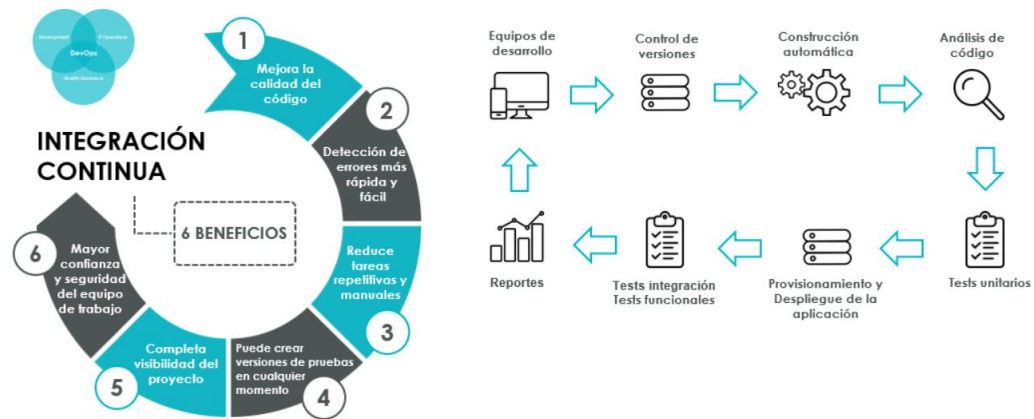 Development
IT Operations
DevOps
Quality Assurance
INTEGRACIÓN
CONTINUA
6 BENEFICIOS
1
Mejora la
calidad del
código
2
Detección de
errores más
rápida y
fácil
Reduce
tareas
repetitivas y
manuales
3
Puede crear
versiones de pruebas
en cualquier
momento
4
Completa
visibilidad del
proyecto
5
6
Mayor
confianza
y seguridad
del equipo
de trabajo
Equipos de
desarrollo
Control de
versiones
Construcción
automática
Análisis de
código
Tests unitarios
Provisionamiento y
Despliegue de la
aplicación
Tests integración
Tests funcionales
Reportes